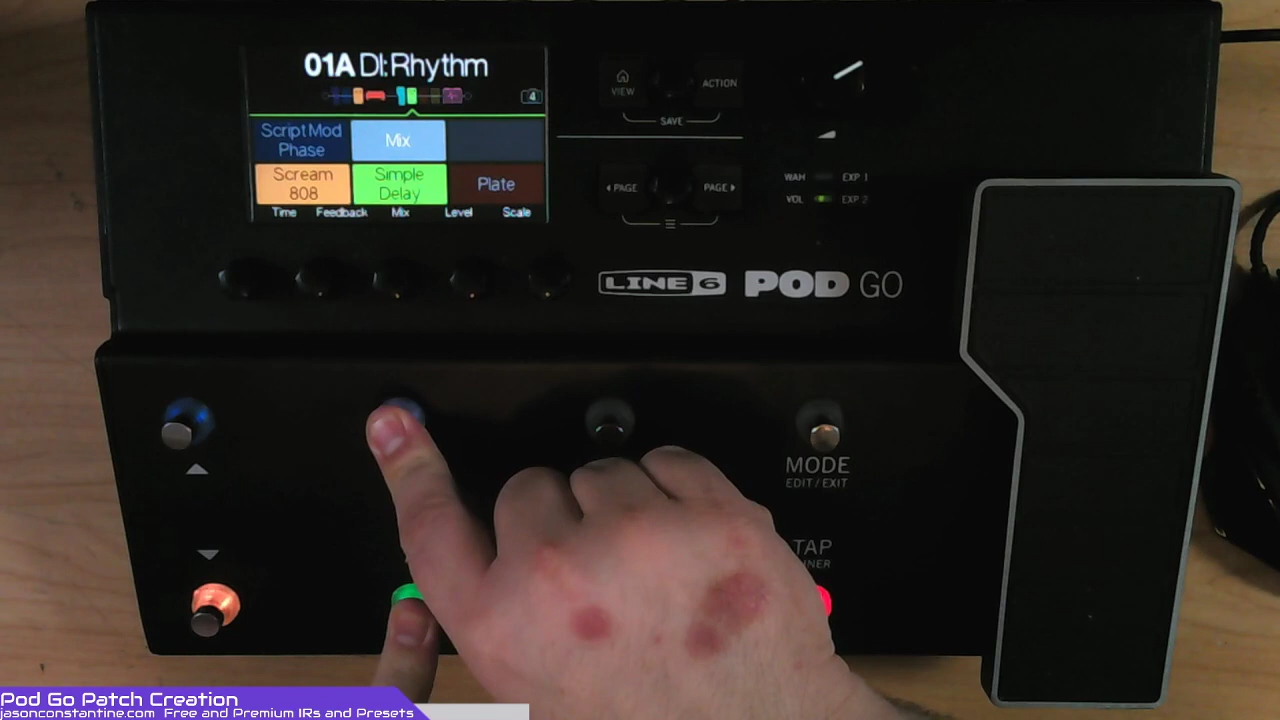 01A DI:Rhythm
4
Script Mod
Phase
Mix
Scream
808
Simple
Delay
Plate
Time Feedback Mix Level Scale
VIEW
ACTION
SAVE
PAGE
PAGE
WAH EXP 1
VOL EXP 2
LINE 6 POD GO
MODE
EDIT / EXIT
TAP
Pod Go Patch Creation
jasonconstantine.com Free and Premium IRs and Presets